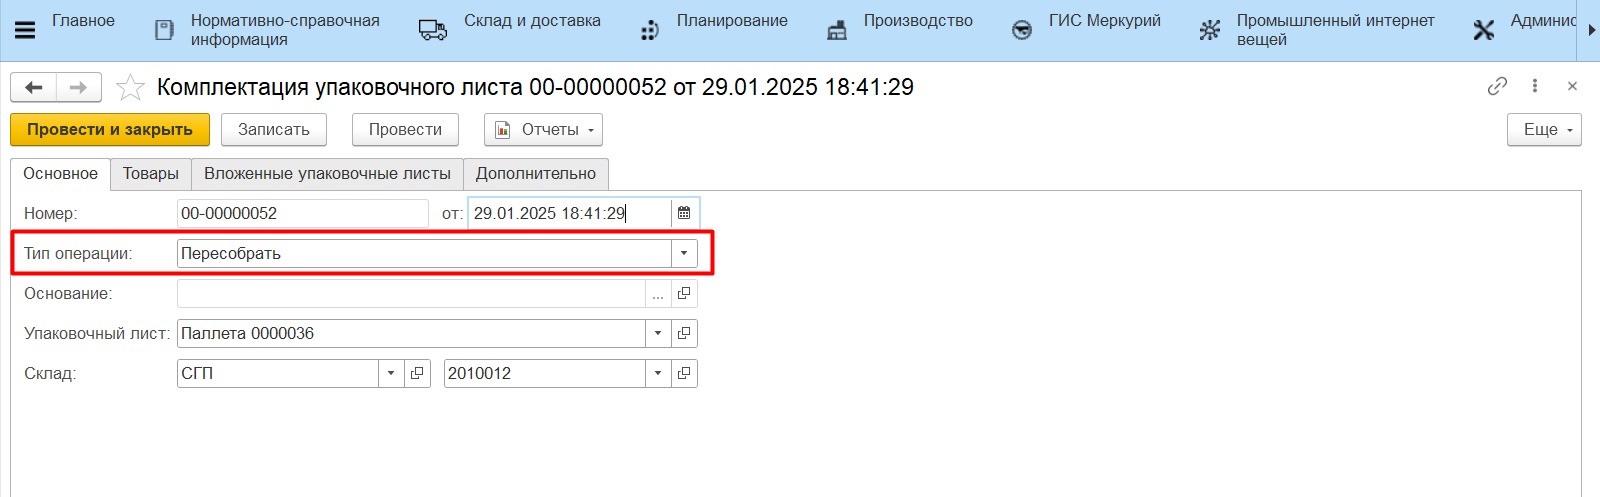 Главное
Нормативно-справочная
информация
Склад и доставка
Планирование
Производство
ГИС Меркурий
Промышленный интернет
вещей
Админис
Комплектация упаковочного листа 00-00000052 от 29.01.2025 18:41:29
Провести и закрыть
Записать
Провести
Отчеты
Еще
Основное
Товары
Вложенные упаковочные листы
Дополнительно
Номер: 00-00000052 от: 29.01.2025 18:41:29
Тип операции: Пересобрать
Основание: ...
Упаковочный лист: Паллета 0000036
Склад: СГП 2010012